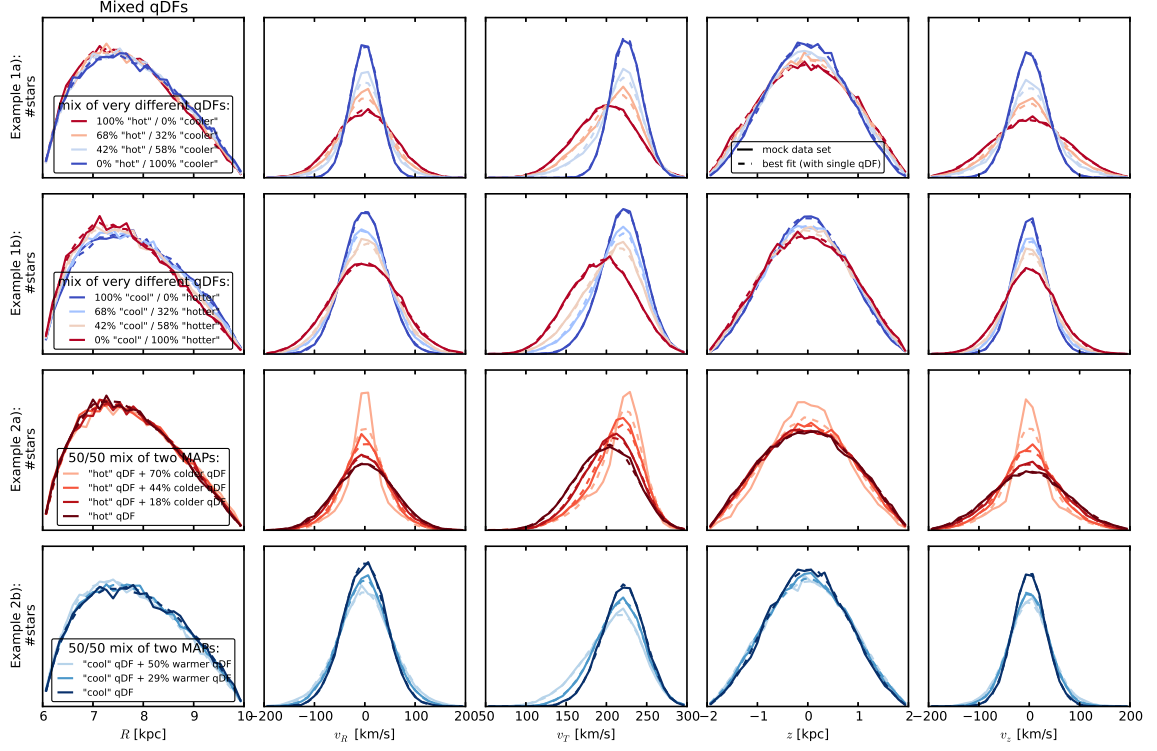 Mixed qDFs
Example 1a):
#stars
mix of very different qDFs:
100% "hot" / 0% "cooler"
68% "hot" / 32% "cooler"
42% "hot" / 58% "cooler"
0% "hot" / 100% "cooler"
mock data set
best fit (with single qDF)
Example 1b):
#stars
mix of very different qDFs:
100% "cool" / 0% "hotter"
68% "cool" / 32% "hotter"
42% "cool" / 58% "hotter"
0% "cool" / 100% "hotter"
Example 2a):
#stars
50/50 mix of two MAPs:
"hot" qDF + 70% colder qDF
"hot" qDF + 44% colder qDF
"hot" qDF + 18% colder qDF
"hot" qDF
Example 2b):
#stars
50/50 mix of two MAPs:
"cool" qDF + 50% warmer qDF
"cool" qDF + 29% warmer qDF
"cool" qDF
6 7 8 9 10
−200 −100 0 100 200
50 100 150 200 250 300
−2 −1 0 1 2
−200 −100 0 100 200
R [kpc]
v_R [km/s]
v_T [km/s]
z [kpc]
v_z [km/s]